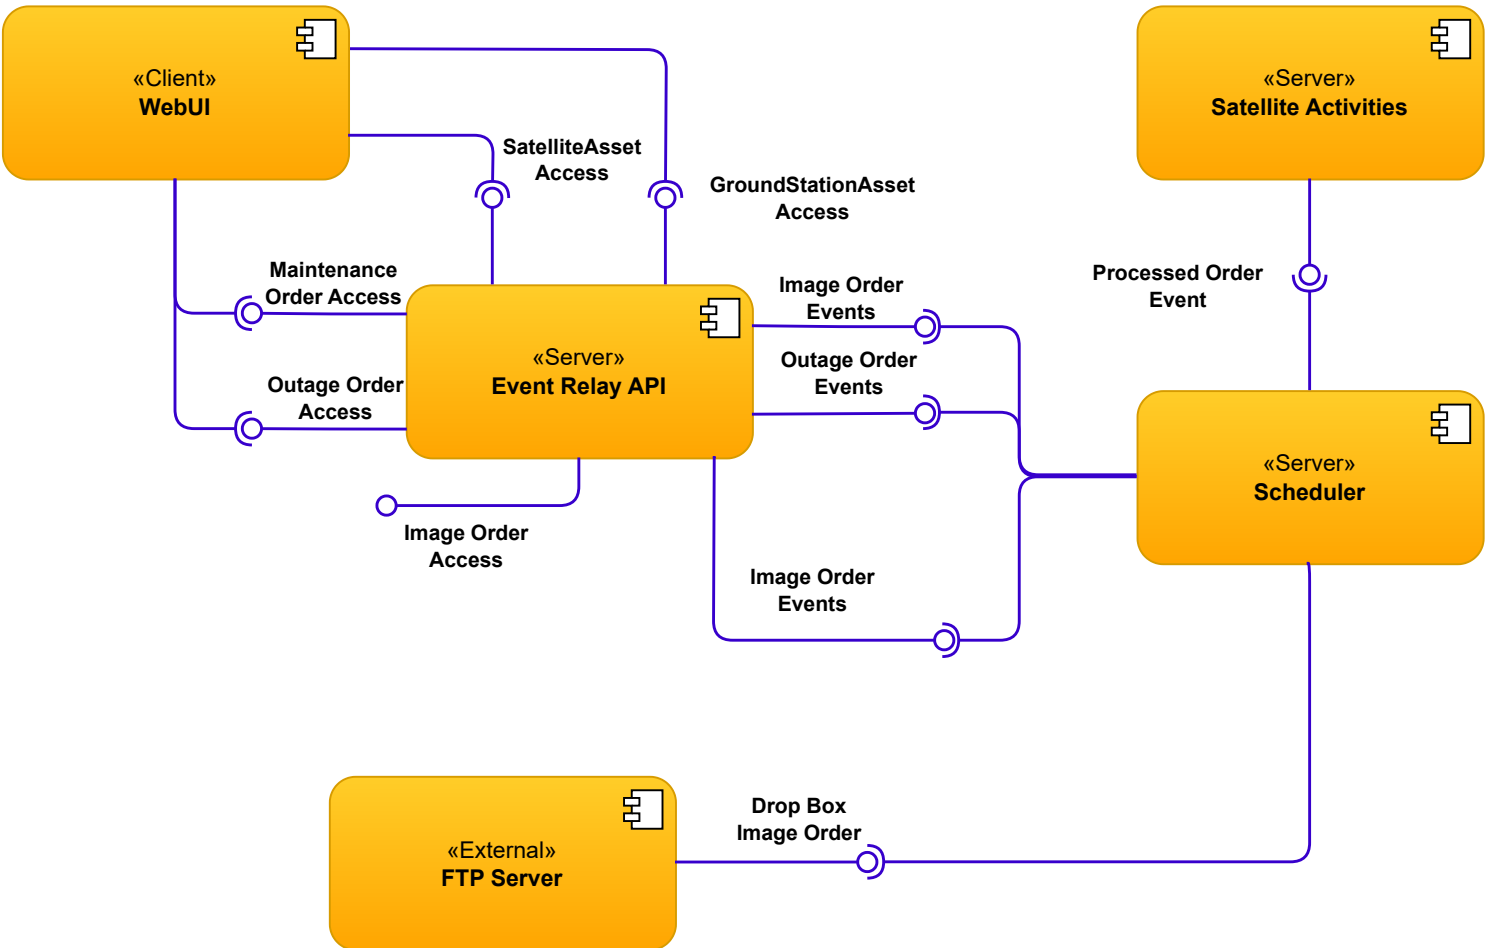 «Client»
WebUI
«Server»
Satellite Activities
SatelliteAsset
Access
GroundStationAsset
Access
Maintenance
Order Access
Image Order
Events
Processed Order
Event
«Server»
Event Relay API
Outage Order
Events
Outage Order
Access
«Server»
Scheduler
Image Order
Access
Image Order
Events
Drop Box
Image Order
«External»
FTP Server